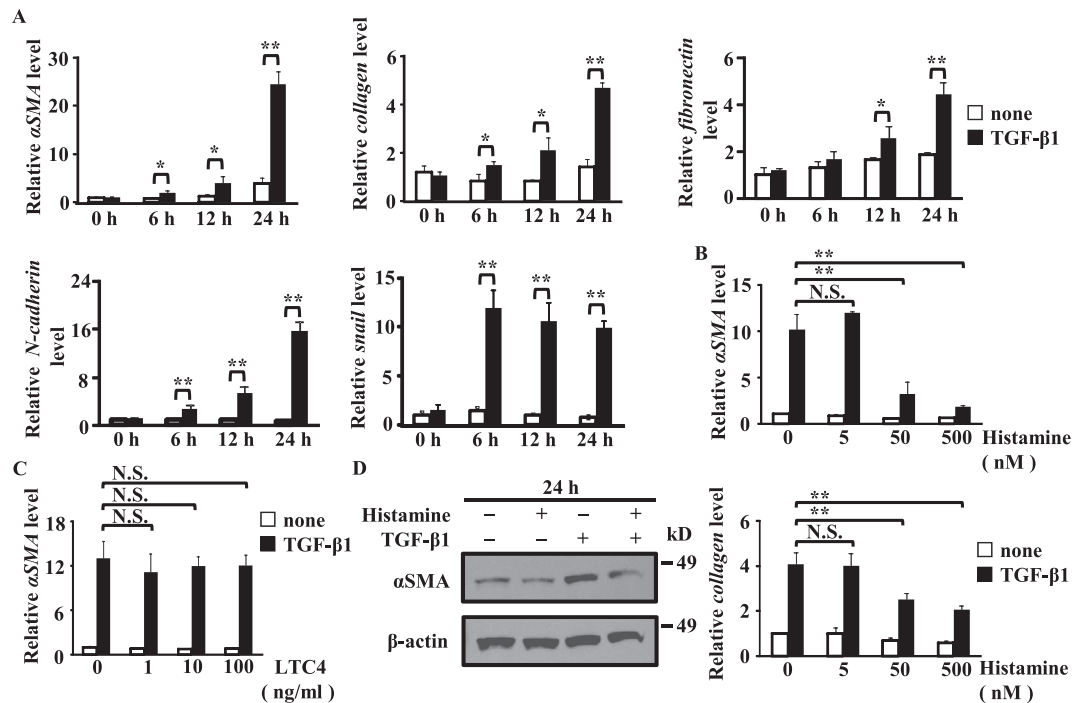 A
Relative αSMA level
30
20
10
0
*
*
**
0 h 6 h 12 h 24 h
Relative collagen level
6
4
2
0
*
*
**
0 h 6 h 12 h 24 h
Relative fibronectin
level
6
4
2
0
*
**
0 h 6 h 12 h 24 h
none
TGF-β1
Relative N-cadherin
level
24
16
8
0
**
**
**
0 h 6 h 12 h 24 h
Relative snail level
15
10
5
0
**
**
**
0 h 6 h 12 h 24 h
B
Relative αSMA level
15
10
5
0
**
**
N.S.
0 5 50 500 Histamine
( nM )
C
Relative αSMA level
18
12
6
0
N.S.
N.S.
N.S.
none
TGF-β1
0 1 10 100 LTC4
( ng/ml )
D
24 h
Histamine – + – +
TGF-β1 – – + + kD
αSMA 49
β-actin 49
Relative collagen level
6
4
2
0
**
**
N.S.
none
TGF-β1
0 5 50 500 Histamine
( nM )